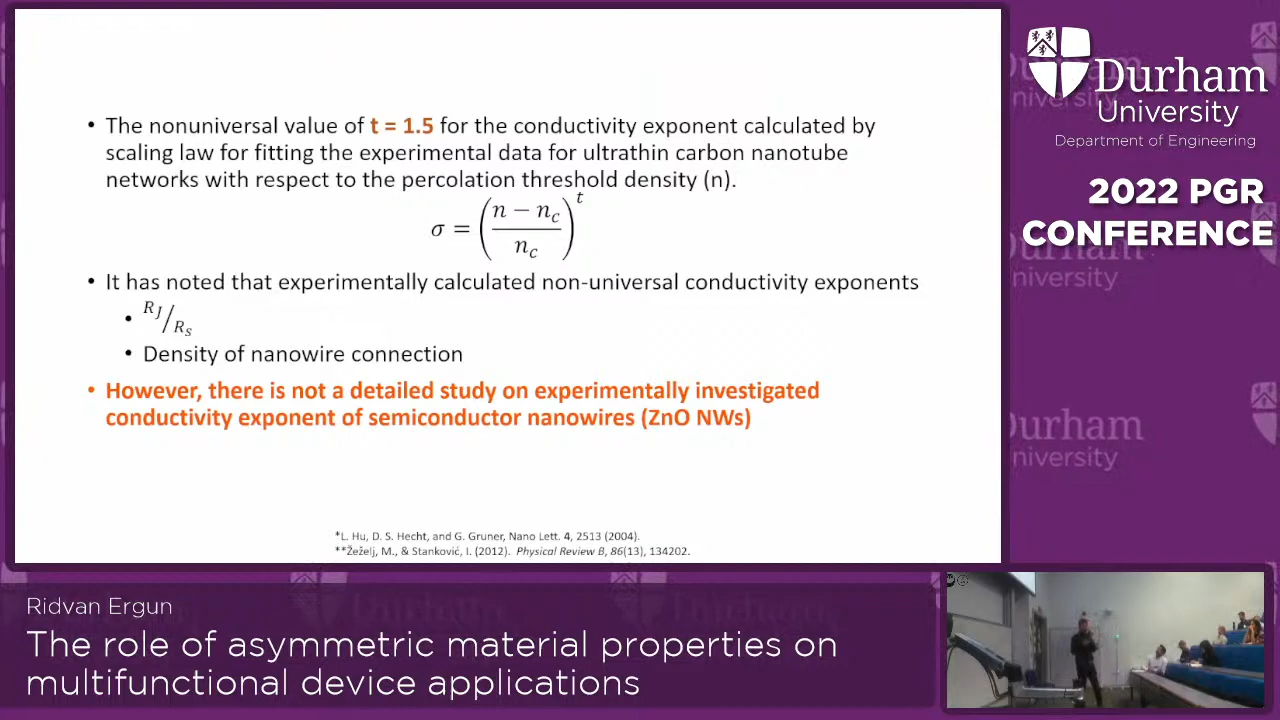 • The nonuniversal value of t = 1.5 for the conductivity exponent calculated by
scaling law for fitting the experimental data for ultrathin carbon nanotube
networks with respect to the percolation threshold density (n).
σ = ((n − n_c)/n_c)^t
• It has noted that experimentally calculated non-universal conductivity exponents
• R_J/R_S
• Density of nanowire connection
• However, there is not a detailed study on experimentally investigated
conductivity exponent of semiconductor nanowires (ZnO NWs)
*L. Hu, D. S. Hecht, and G. Gruner, Nano Lett. 4, 2513 (2004).
**Žeželj, M., & Stanković, I. (2012). Physical Review B, 86(13), 134202.
Durham
University
Department of Engineering
2022 PGR
CONFERENCE
Durham
niversity
Ridvan Ergun
The role of asymmetric material properties on
multifunctional device applications